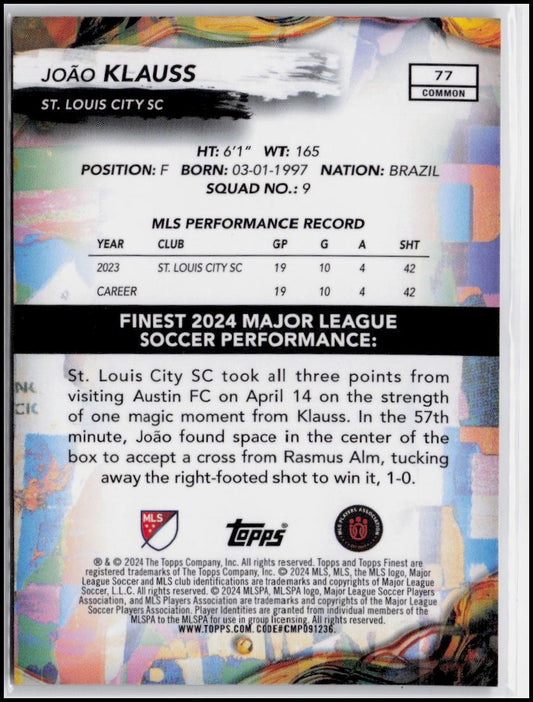 JOÃO KLAUSS
ST. LOUIS CITY SC
77
COMMON
HT: 6'1" WT: 165
POSITION: F BORN: 03-01-1997 NATION: BRAZIL
SQUAD NO.: 9
MLS PERFORMANCE RECORD
YEAR CLUB GP G A SHT
2023 ST. LOUIS CITY SC 19 10 4 42
CAREER 19 10 4 42
FINEST 2024 MAJOR LEAGUE
SOCCER PERFORMANCE:
St. Louis City SC took all three points from
visiting Austin FC on April 14 on the strength
of one magic moment from Klauss. In the 57th
minute, João found space in the center of the
box to accept a cross from Rasmus Alm, tucking
away the right-footed shot to win it, 1-0.
MLS
topps®
MLS PLAYERS ASSOCIATION
® & © 2024 The Topps Company, Inc. All rights reserved. Topps and Topps Finest are
registered trademarks of The Topps Company, Inc. © 2024 MLS, MLS, the MLS logo, Major
League Soccer and MLS club identifications are trademarks and copyrights of Major League
Soccer, L.L.C. All rights reserved. © 2024 MLSPA, MLSPA logo, Major League Soccer Players
Association, and MLS Players Association are trademarks and copyrights of the Major League
Soccer Players Association. Player Identities are granted from individual members of the
MLSPA to the MLSPA for use in group licensing. All rights reserved.
WWW.TOPPS.COM. CODE#CMP091236.